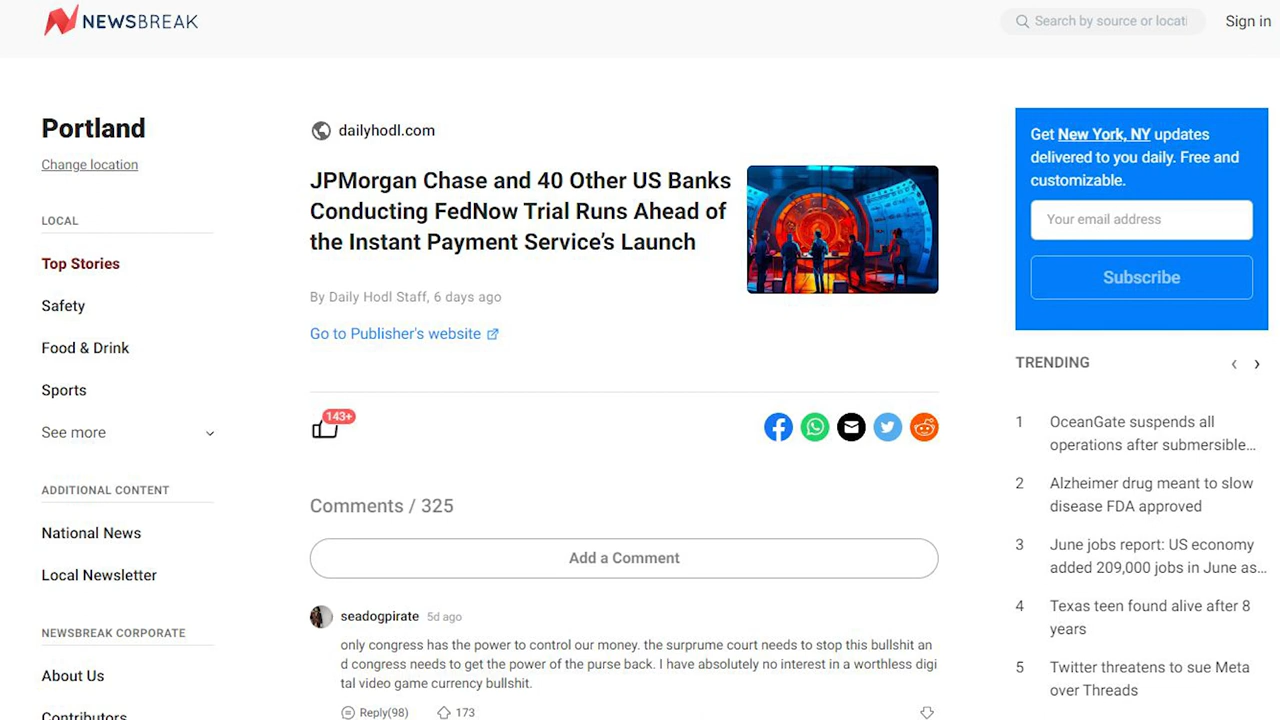 NEWSBREAK
Search by source or locati
Sign in
Portland
Change location
LOCAL
Top Stories
Safety
Food & Drink
Sports
See more
ADDITIONAL CONTENT
National News
Local Newsletter
NEWSBREAK CORPORATE
About Us
Contributors
dailyhodl.com
JPMorgan Chase and 40 Other US Banks
Conducting FedNow Trial Runs Ahead of
the Instant Payment Service’s Launch
By Daily Hodl Staff, 6 days ago
Go to Publisher's website
143+
Comments / 325
Add a Comment
seadogpirate 5d ago
only congress has the power to control our money. the surprume court needs to stop this bullshit an
d congress needs to get the power of the purse back. I have absolutely no interest in a worthless digi
tal video game currency bullshit.
Reply(98) 173
Get New York, NY updates
delivered to you daily. Free and
customizable.
Your email address
Subscribe
TRENDING
1 OceanGate suspends all
operations after submersible...
2 Alzheimer drug meant to slow
disease FDA approved
3 June jobs report: US economy
added 209,000 jobs in June as...
4 Texas teen found alive after 8
years
5 Twitter threatens to sue Meta
over Threads